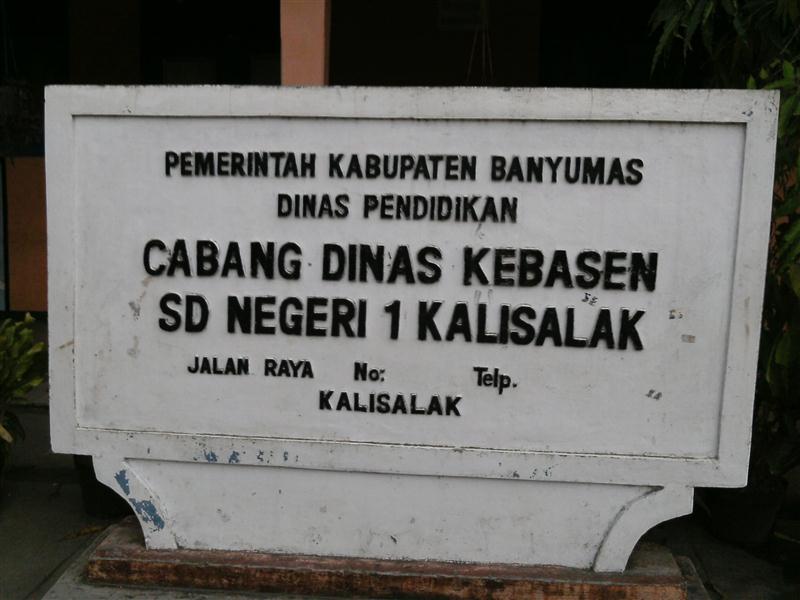 PEMERINTAH KABUPATEN BANYUMAS
DINAS PENDIDIKAN
CABANG DINAS KEBASEN
SD NEGERI 1 KALISALAK
JALAN RAYA No: Telp.
KALISALAK